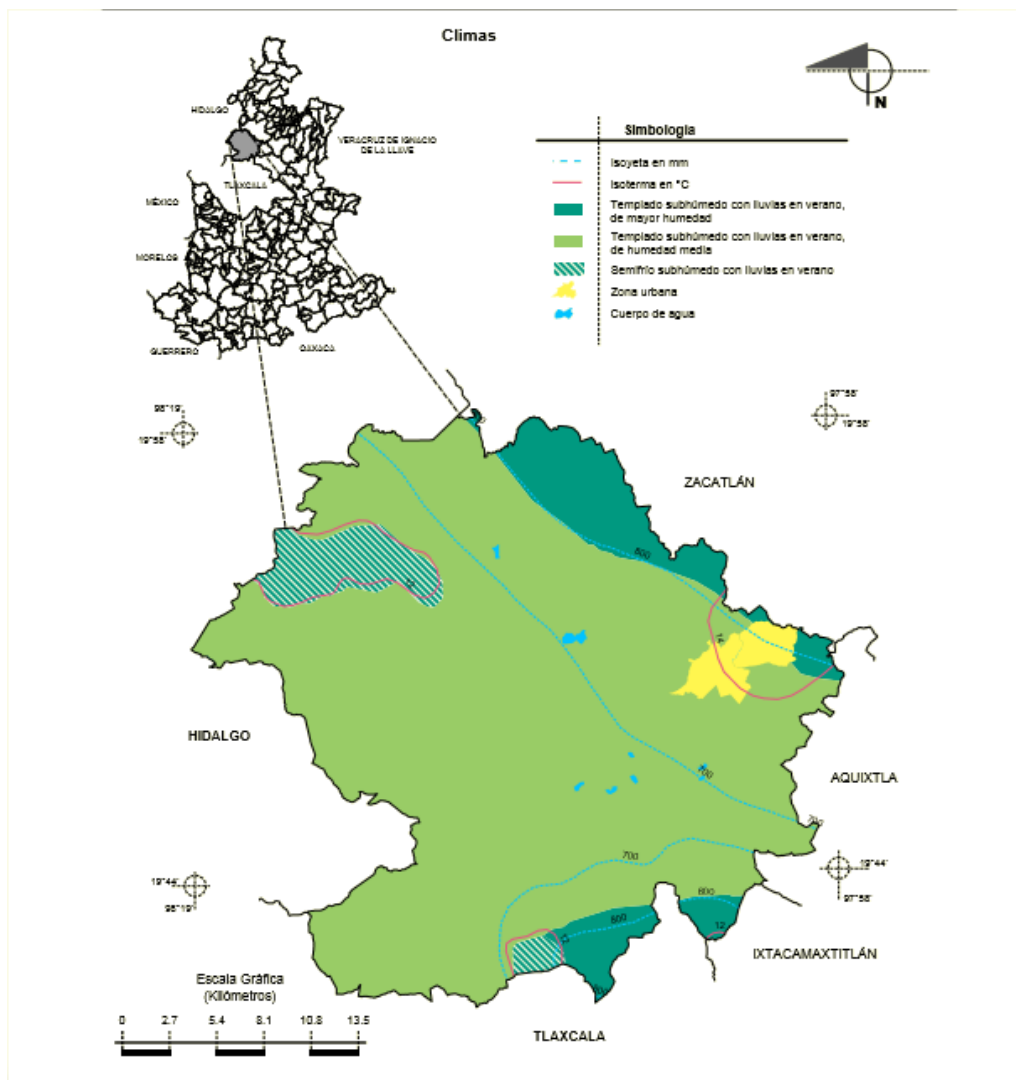 Climas
N
HIDALGO
VERACRUZ DE IGNACIO
DE LA LLAVE
TLAXCALA
MÉXICO
MORELOS
GUERRERO
OAXACA
Simbología
Isoyeta en mm
Isoterma en °C
Templado subhúmedo con lluvias en verano,
de mayor humedad
Templado subhúmedo con lluvias en verano,
de humedad media
Semifrío subhúmedo con lluvias en verano
Zona urbana
Cuerpo de agua
98°19'
19°58'
97°58'
19°58'
ZACATLÁN
800
12
14
HIDALGO
AQUIXTLA
700
700
700
19°44'
98°19'
19°44'
97°58'
800
800
12
12
IXTACAMAXTITLÁN
Escala Gráfica
(Kilómetros)
0 2.7 5.4 8.1 10.8 13.5
TLAXCALA